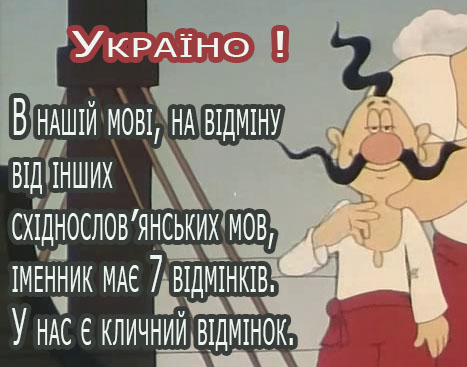 Україно !
В нашій мові, на відміну
від інших
східнослов’янських мов,
іменник має 7 відмінків.
У нас є кличний відмінок.